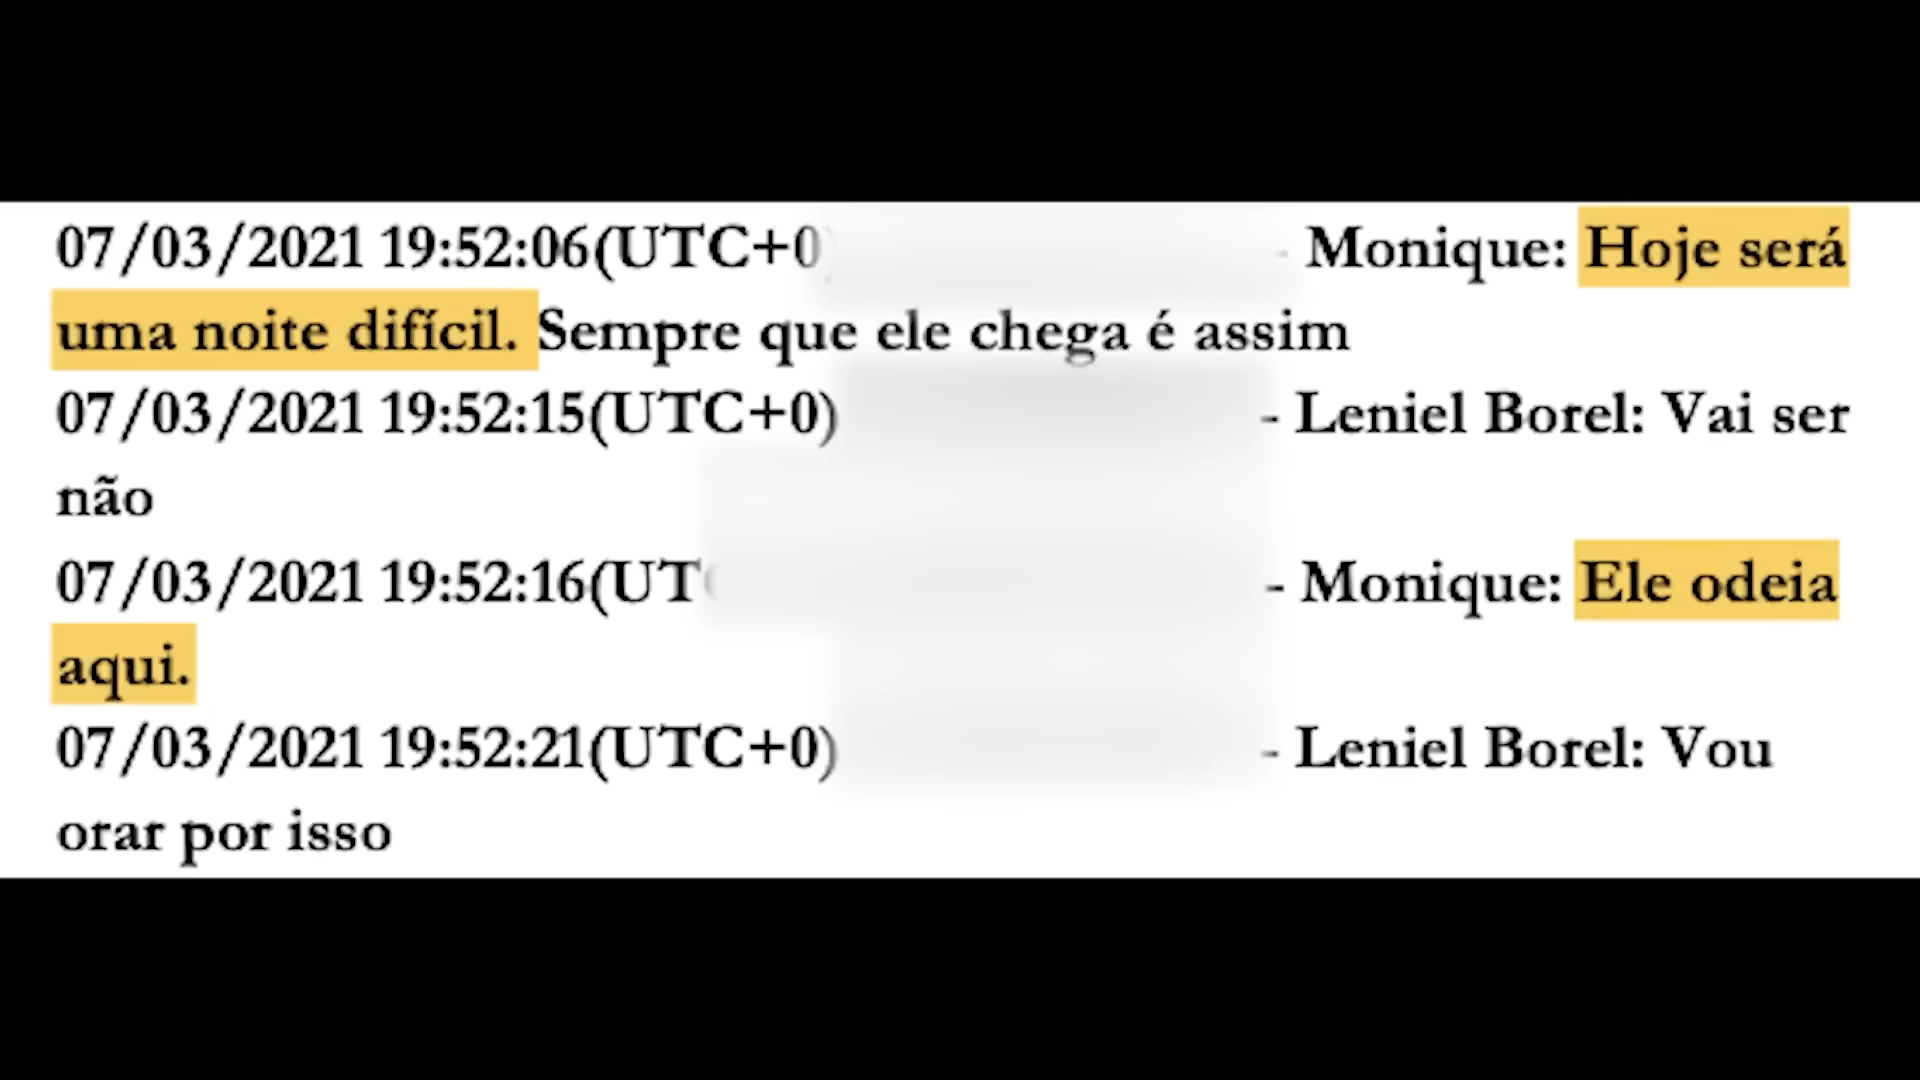 07/03/2021 19:52:06(UTC+0) - Monique: Hoje será
uma noite difícil. Sempre que ele chega é assim
07/03/2021 19:52:15(UTC+0) - Leniel Borel: Vai ser
não
07/03/2021 19:52:16(UT - Monique: Ele odeia
aqui.
07/03/2021 19:52:21(UTC+0) - Leniel Borel: Vou
orar por isso